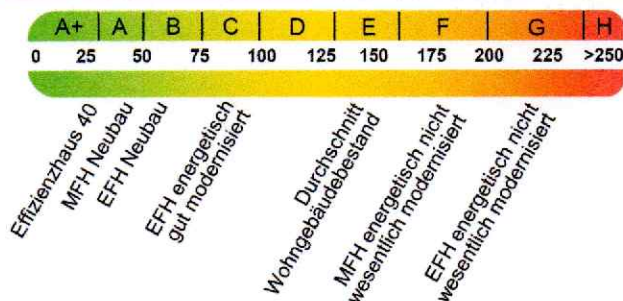 A+ A B C D E F G H
0 25 50 75 100 125 150 175 200 225 >250
Effizienzhaus 40
MFH Neubau
EFH Neubau
EFH energetisch
gut modernisiert
Durchschnitt
Wohngebäudebestand
MFH energetisch nicht
wesentlich modernisiert
EFH energetisch nicht
wesentlich modernisiert